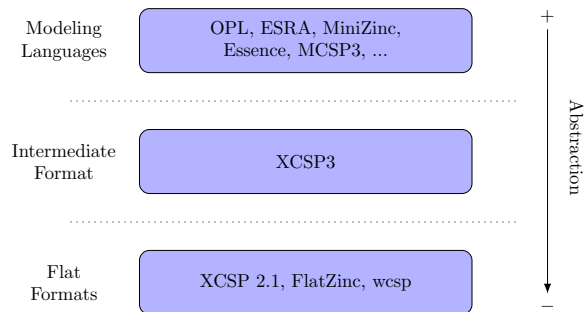 Modeling
Languages
OPL, ESRA, MiniZinc,
Essence, MCSP3, ...
+
Intermediate
Format
XCSP3
Abstraction
Flat
Formats
XCSP 2.1, FlatZinc, wcsp
−